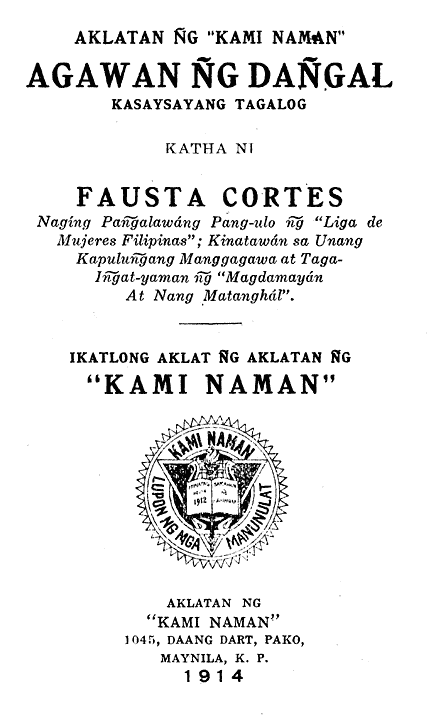 AKLATAN ÑG "KAMI NAMAN"
AGAWAN ÑG DAÑGAL
KASAYSAYANG TAGALOG
KATHA NI
FAUSTA CORTES
Naging Pañgalawáng Pang-ulo ñg “Liga de
Mujeres Filipinas”; Kinatawán sa Unang
Kapuluñgang Manggagawa at Taga-
Iñgat-yaman ñg “Magdamayán
At Nang Matanghál”.
IKATLONG AKLAT ÑG AKLATAN ÑG
“KAMI NAMAN”
KAMI NAMAN
LUPON NG MGA MANUNULAT
1912
AKLATAN NG
“KAMI NAMAN”
1045, DAANG DART, PAKO,
MAYNILA, K. P.
1914